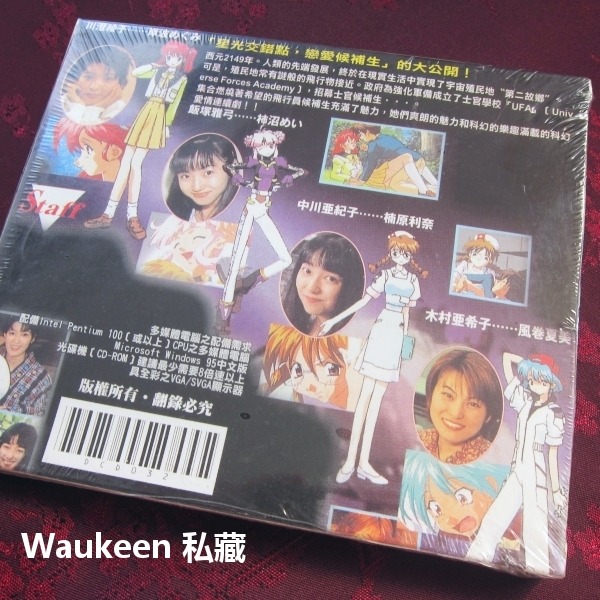 『星光交錯點，戀愛候補生』的大公開！
西元2149年。人類的先端發展，終於在現實生活中實現了宇宙殖民地"第二故鄉"。
可是，殖民地常有謎般的飛行物接近。政府為強化軍備成立了士官學校『UFA』〔Univ
erse Forces Academy〕，招募士官候補生．．．．
集合燃燒著希望的飛行員候補生充滿了魅力，她們爽朗的魅力和科幻的樂趣滿載的科幻
愛情連續劇！！
飯塚雅弓……柿沼めい
中川亜紀子……楠原利奈
木村亜希子……風巻夏美
Staff
多媒體電腦之配備需求
配備Intel Pentium 100〔或以上〕CPU之多媒體電腦
Microsoft Windows 95中文版
光碟機〔CD-ROM〕建議最少需要8倍速以上
具全彩之VGA/SVGA顯示器
版權所有・翻錄必究
DCD032
Waukeen 私藏